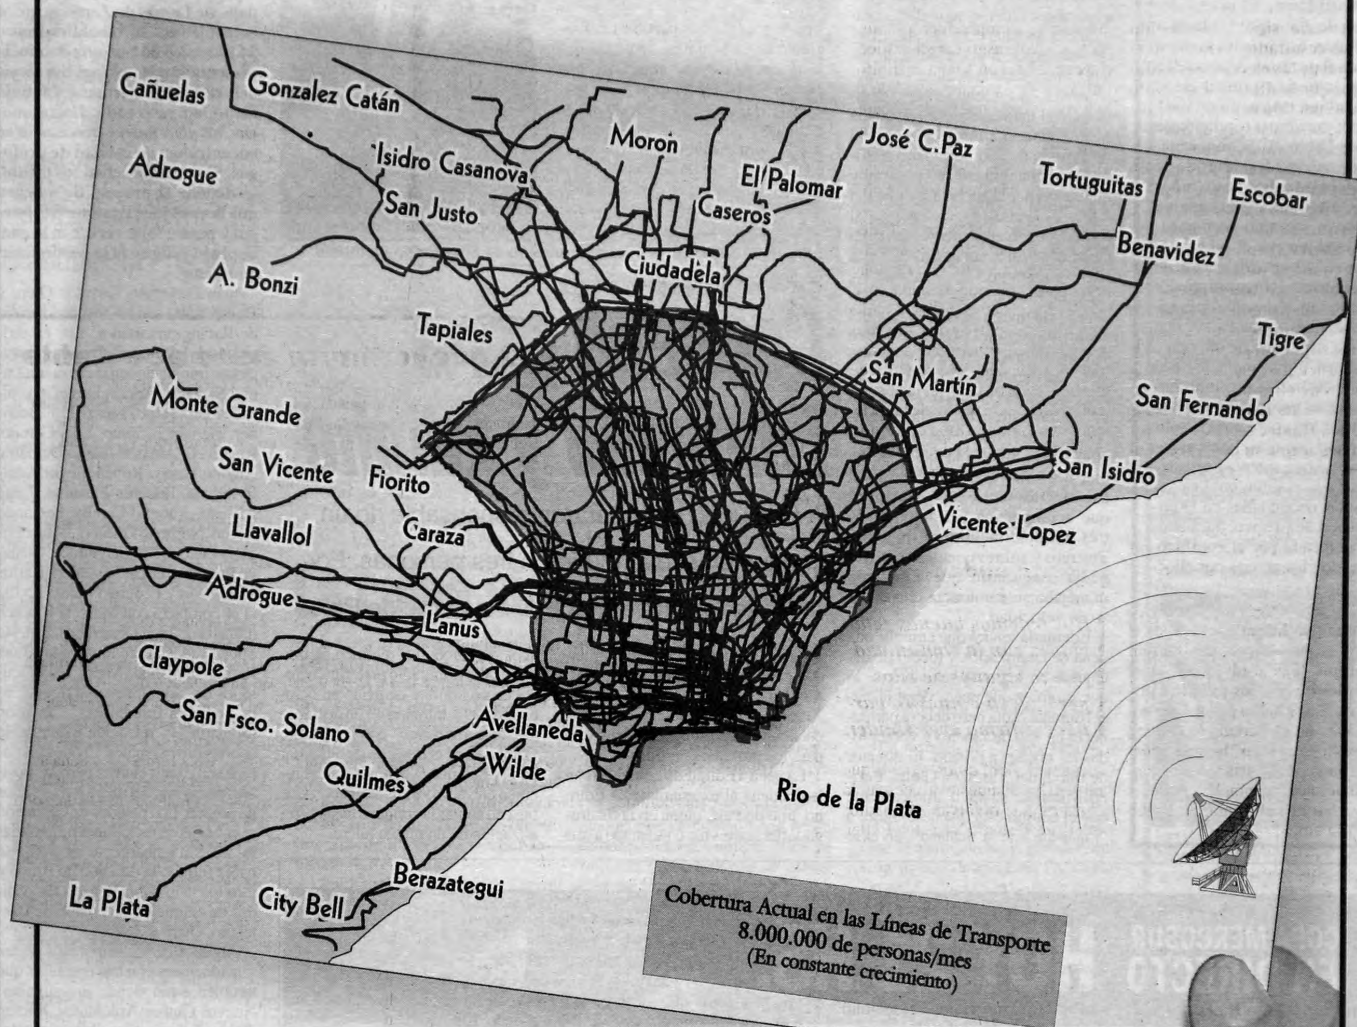 Cañuelas
Gonzalez Catán
Morón
José C.Paz
Adrogue
Isidro Casanova
El Palomar
Tortuguitas
Escobar
San Justo
Caseros
Benavidez
A. Bonzi
Ciudadela
Tapiales
Tigre
Monte Grande
San Martín
San Fernando
San Vicente
Fiorito
San Isidro
Llavallol
Caraza
Vicente Lopez
Adrogue
Lanus
Claypole
San Fsco. Solano
Avellaneda
Quilmes
Wilde
Rio de la Plata
La Plata
City Bell
Berazategui
Cobertura Actual en las Líneas de Transporte
8.000.000 de personas/mes
(En constante crecimiento)